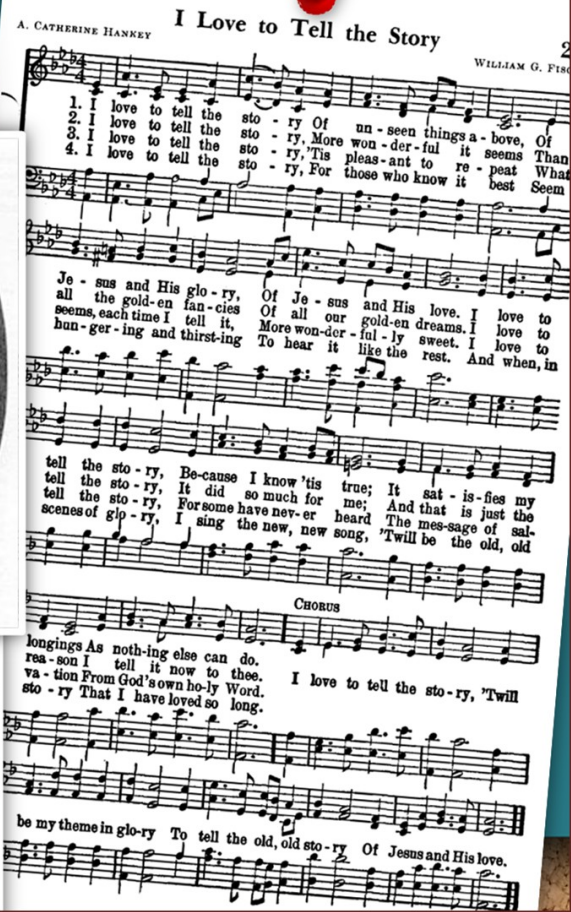 I Love to Tell the Story
2
A. CATHERINE HANKEY
WILLIAM G. FISC
1. I love to tell the sto - ry Of un - seen things a - bove, Of
2. I love to tell the sto - ry, More won - der - ful it seems Than
3. I love to tell the sto - ry, 'Tis pleas - ant to re - peat What
4. I love to tell the sto - ry, For those who know it best Seem
Je - sus and His glo - ry, Of Je - sus and His love. I love to
all the gold - en fan - cies Of all our gold - en dreams. I love to
seems, each time I tell it, More won - der - ful - ly sweet. I love to
hun - ger - ing and thirst - ing To hear it like the rest. And when, in
tell the sto - ry, Be - cause I know 'tis true; It sat - is - fies my
tell the sto - ry, It did so much for me; And that is just the
tell the sto - ry, For some have nev - er heard The mes - sage of sal -
scenes of glo - ry, I sing the new, new song, 'Twill be the old, old
CHORUS
longings As noth - ing else can do.
rea - son I tell it now to thee.
va - tion From God's own ho - ly Word.
sto - ry That I have loved so long.
I love to tell the sto - ry, 'Twill
be my theme in glo - ry To tell the old, old sto - ry Of Jesus and His love.